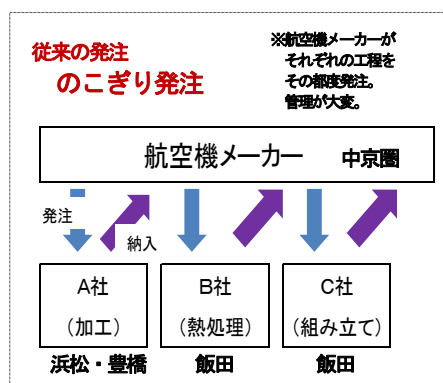 従来の発注
のこぎり発注
※航空機メーカーが
それぞれの工程を
その都度発注。
管理が大変。
航空機メーカー 中京圏
発注
納入
A社
（加工）
B社
（熱処理）
C社
（組み立て）
浜松・豊橋
飯田
飯田